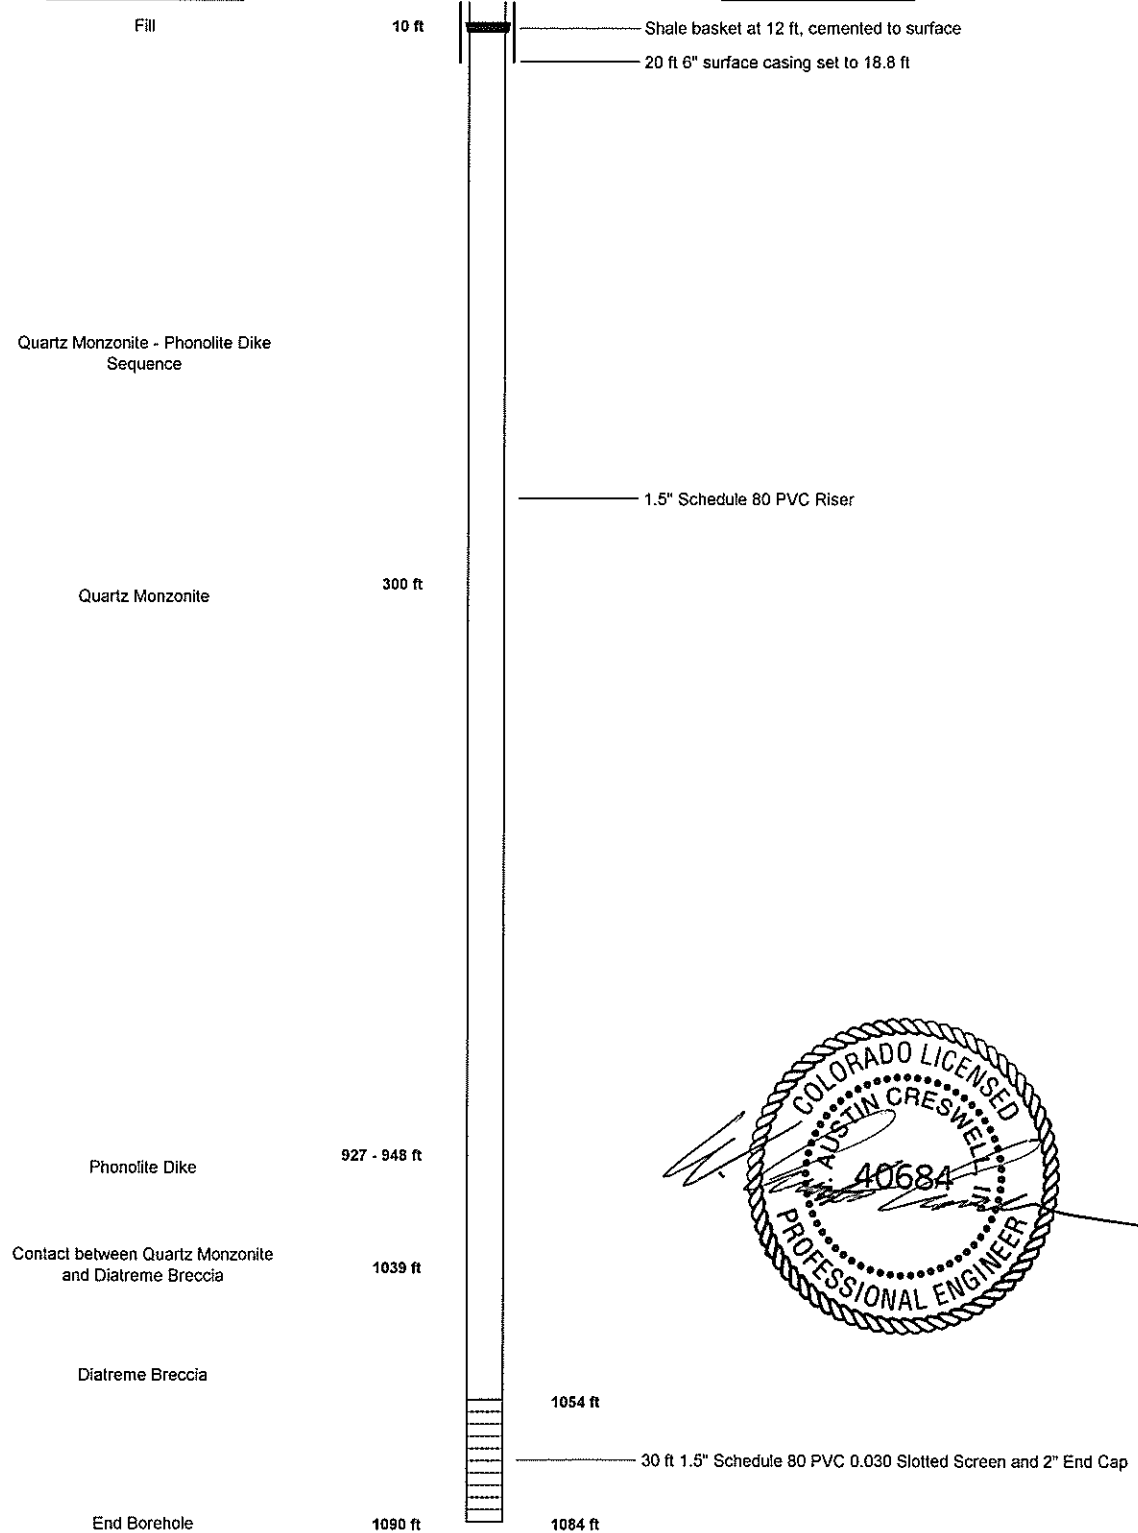 Fill 10 ft Shale basket at 12 ft, cemented to surface
20 ft 6" surface casing set to 18.8 ft
Quartz Monzonite - Phonolite Dike
Sequence
1.5" Schedule 80 PVC Riser
Quartz Monzonite 300 ft
COLORADO LICENSED
AUSTIN CRESWELL
40684
PROFESSIONAL ENGINEER
Phonolite Dike 927 - 948 ft
Contact between Quartz Monzonite
and Diatreme Breccia 1039 ft
Diatreme Breccia
1054 ft
30 ft 1.5" Schedule 80 PVC 0.030 Slotted Screen and 2" End Cap
End Borehole 1090 ft 1084 ft